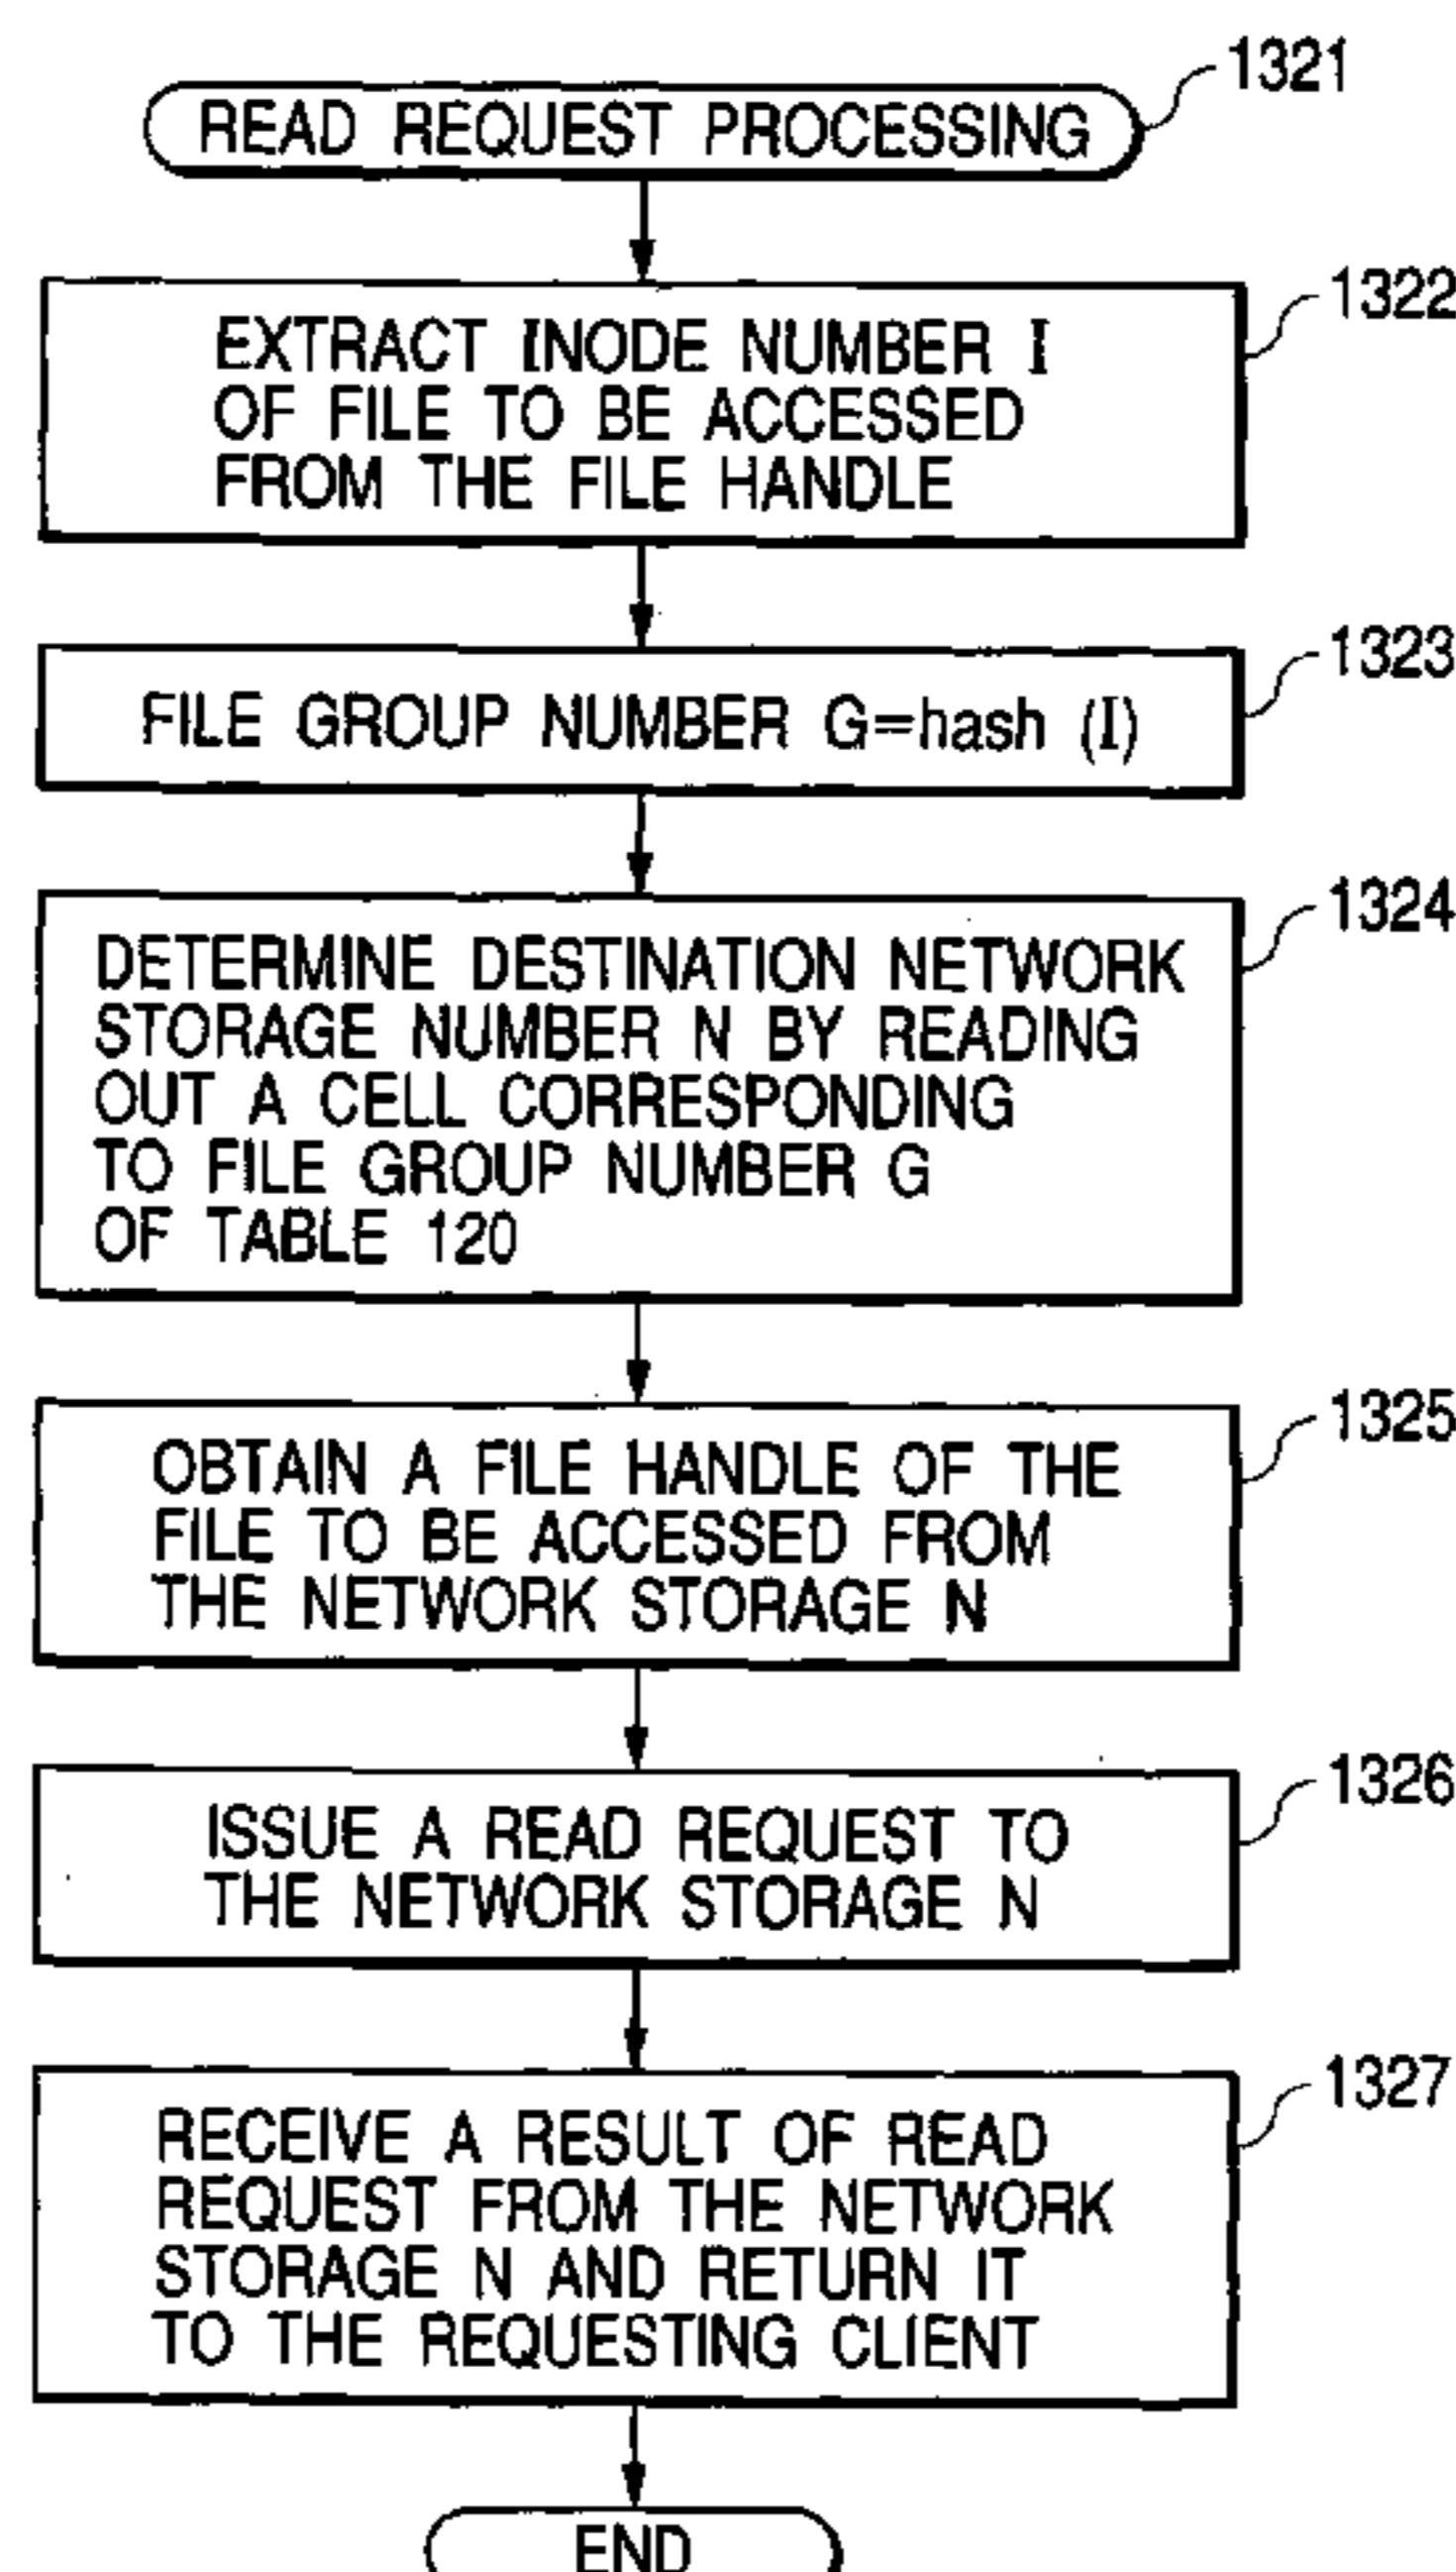 1321
READ REQUEST PROCESSING
1322
EXTRACT INODE NUMBER I
OF FILE TO BE ACCESSED
FROM THE FILE HANDLE
1323
FILE GROUP NUMBER G=hash (I)
1324
DETERMINE DESTINATION NETWORK
STORAGE NUMBER N BY READING
OUT A CELL CORRESPONDING
TO FILE GROUP NUMBER G
OF TABLE 120
1325
OBTAIN A FILE HANDLE OF THE
FILE TO BE ACCESSED FROM
THE NETWORK STORAGE N
1326
ISSUE A READ REQUEST TO
THE NETWORK STORAGE N
1327
RECEIVE A RESULT OF READ
REQUEST FROM THE NETWORK
STORAGE N AND RETURN IT
TO THE REQUESTING CLIENT
END